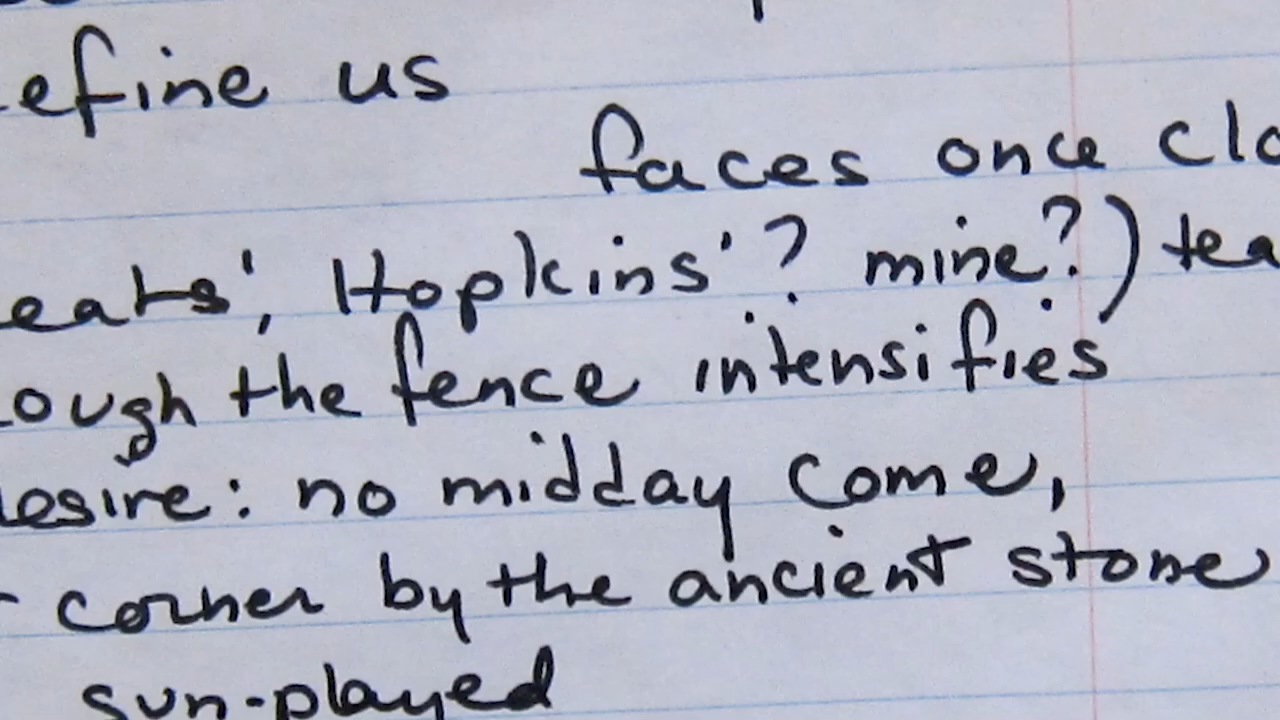 efine us
faces once clo
eats', Hopkins'? mine?) tea
ough the fence intensifies
esire: no midday come,
corner by the ancient stone
sun-played